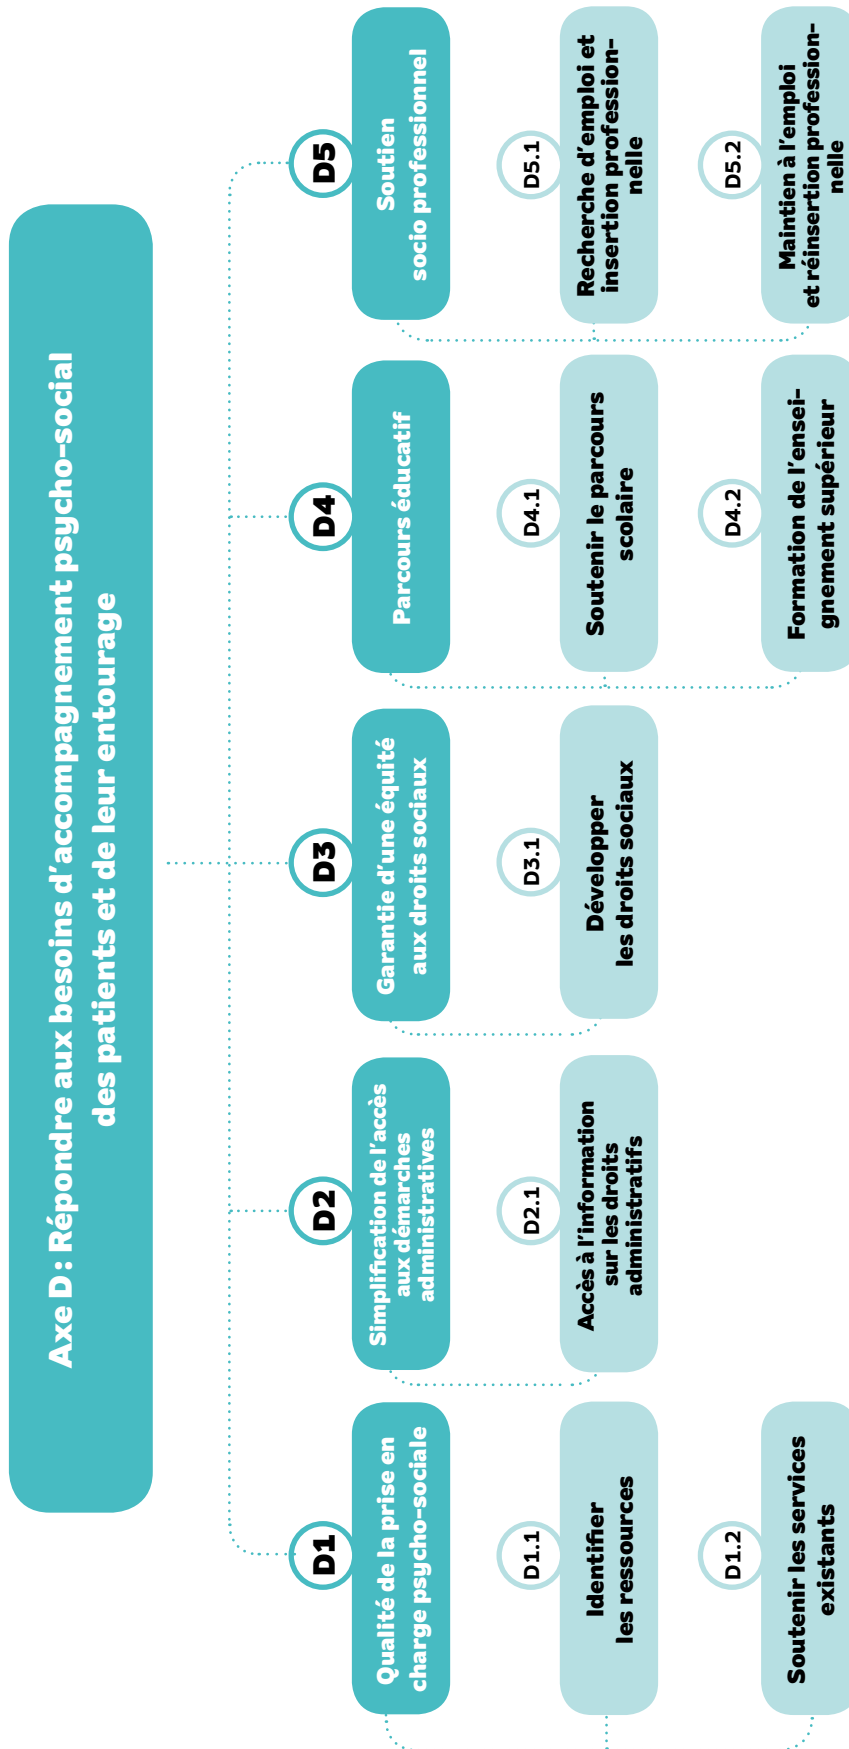 Axe D : Répondre aux besoins d'accompagnement psycho-social
des patients et de leur entourage
D1
Qualité de la prise en
charge psycho-sociale
D1.1
Identifier
les ressources
D1.2
Soutenir les services
existants
D2
Simplification de l'accès
aux démarches
administratives
D2.1
Accès à l'information
sur les droits
administratifs
D3
Garantie d'une équité
aux droits sociaux
D3.1
Développer
les droits sociaux
D4
Parcours éducatif
D4.1
Soutenir le parcours
scolaire
D4.2
Formation de l'ensei-
gnement supérieur
D5
Soutien
socio professionnel
D5.1
Recherche d'emploi et
insertion profession-
nelle
D5.2
Maintien à l'emploi
et réinsertion profession-
nelle